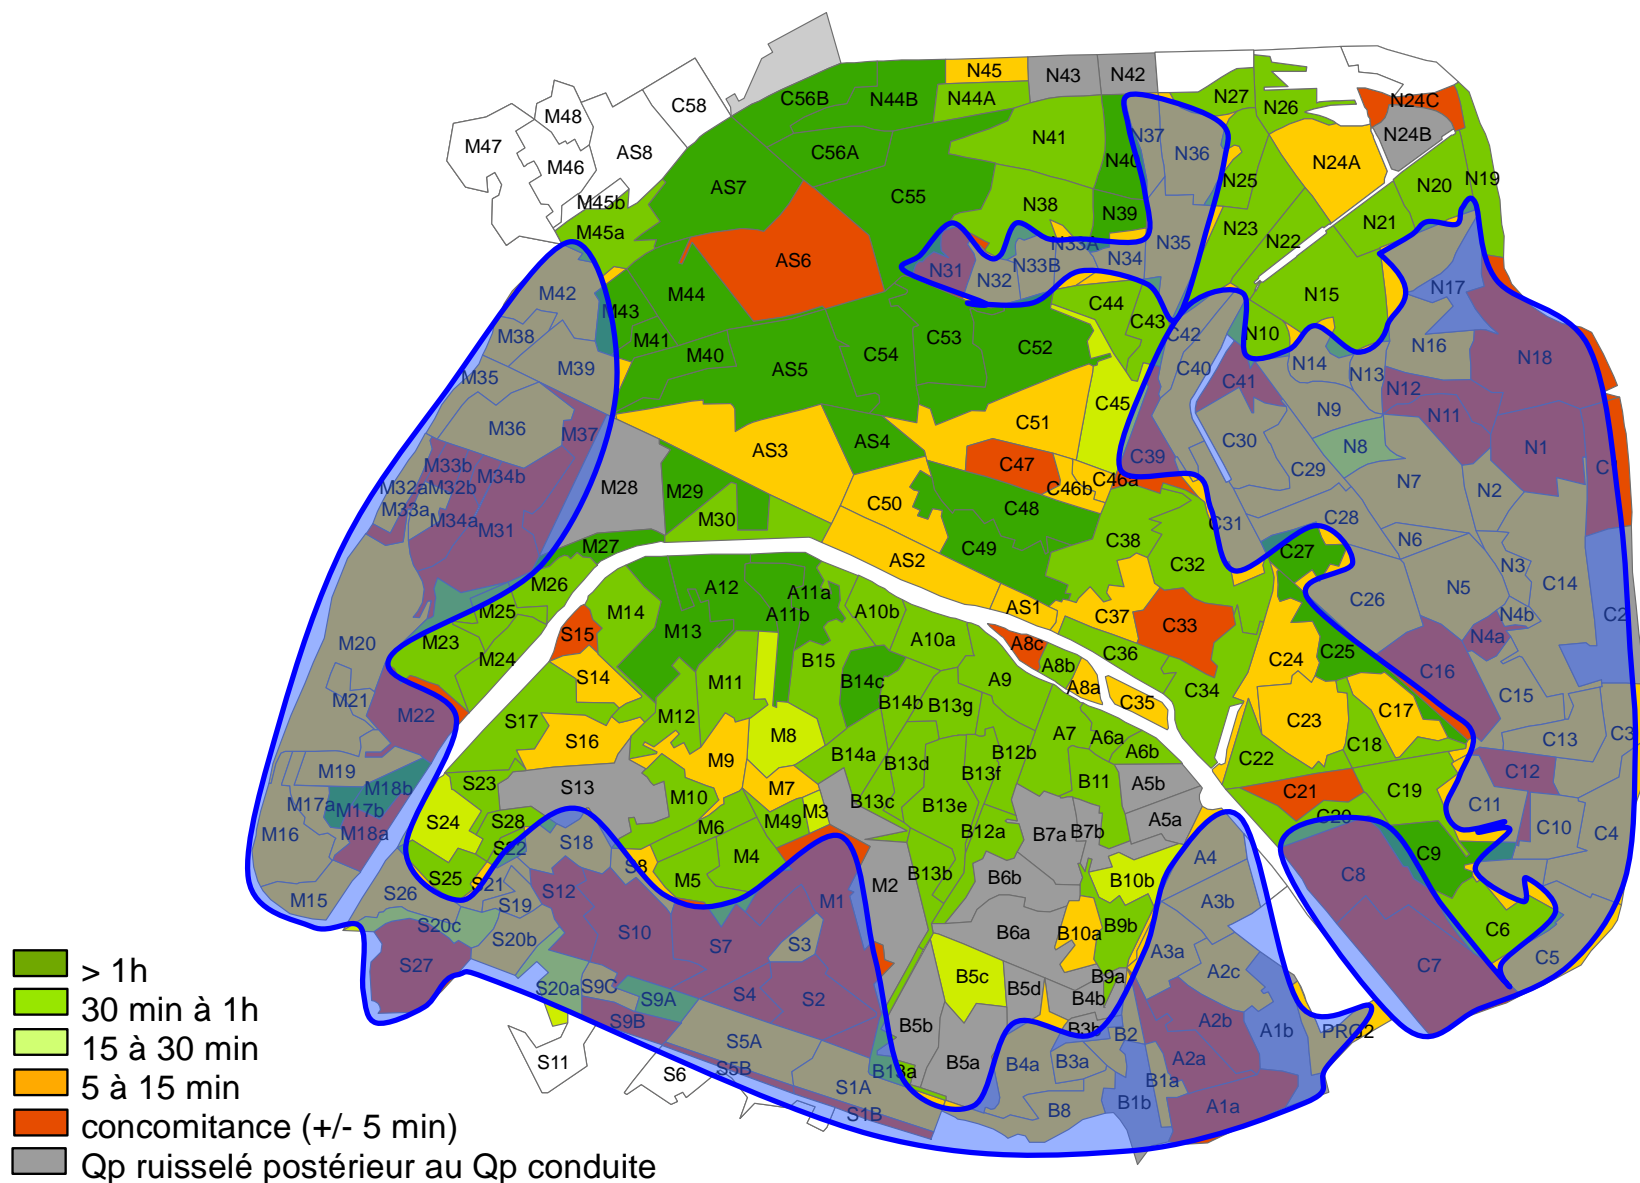 N45 N43 N42
C58 C56B N44B N44A N27 N26 N24C
M48 M47 M46 AS8 C56A N41 N37 N36 N24B
N40 N24A
AS7 C55 N25 N20 N19
M45b N38 N39 N21
M45a N33A N23 N22
AS6 N31 N32 N33B N34 N35
M42 M44 C44 N15 N17
M43 C43
M38 M41 M40 C53 C52 C42 N10 N16
AS5 C54 C40 N14 N13 N18
M35 M39 C41 N12
C45 N9 N11
M36 M37 AS4 C51 C30 N8 N1
AS3 C39
M33b M34b C47 C29 C
M32a M32b M28 M29 C46b C46a N7 N2
M33a M34a M30 C50 C48 C31 C28
M31 M27 C49 C38 N6
AS2 C27 N3
M26 A12 A11a C32 N5 C14
M25 M14 A11b A10b AS1 C37 C26 N4b C2
M20 M23 S15 M13 A10a C33 N4a
M24 B15 A8c C36 C25
S14 M11 B14c A9 A8b C24 C16
M21 A8a C34 C15
M22 S17 M12 B14b B13g C35 C23 C17
S16 M8 A7 A6a C3
M9 B14a B12b A6b C18 C13
M19 S23 B13d B13f C22
M18b S13 M10 M7 B11 A5b C21 C19 C12
M17a M17b B13c B13e C11
M16 M18a S24 S28 M6 M49 M3 B12a B7a B7b A5a C20 C10 C4
S22 S18 M4 C9
S25 S21 S8 M5 B13b B6b B10b A4 C8
M15 S26 S12 M2 M1
S19 A3b
S20c S20b S10 S7 S3 B6a B10a B9b C6
S27 A3a C5
S20a S9C S9A S4 S2 B5c B5d B9a A2c C7
B4b
S9B B5b B3b B2 A2b A1b PRG2
S11 S5A B5a B4a B3a
S6 S5B B13a A2a
S1A B1a
S1B B8 B1b A1a
> 1h
30 min à 1h
15 à 30 min
5 à 15 min
concomitance (+/- 5 min)
Qp ruisselé postérieur au Qp conduite